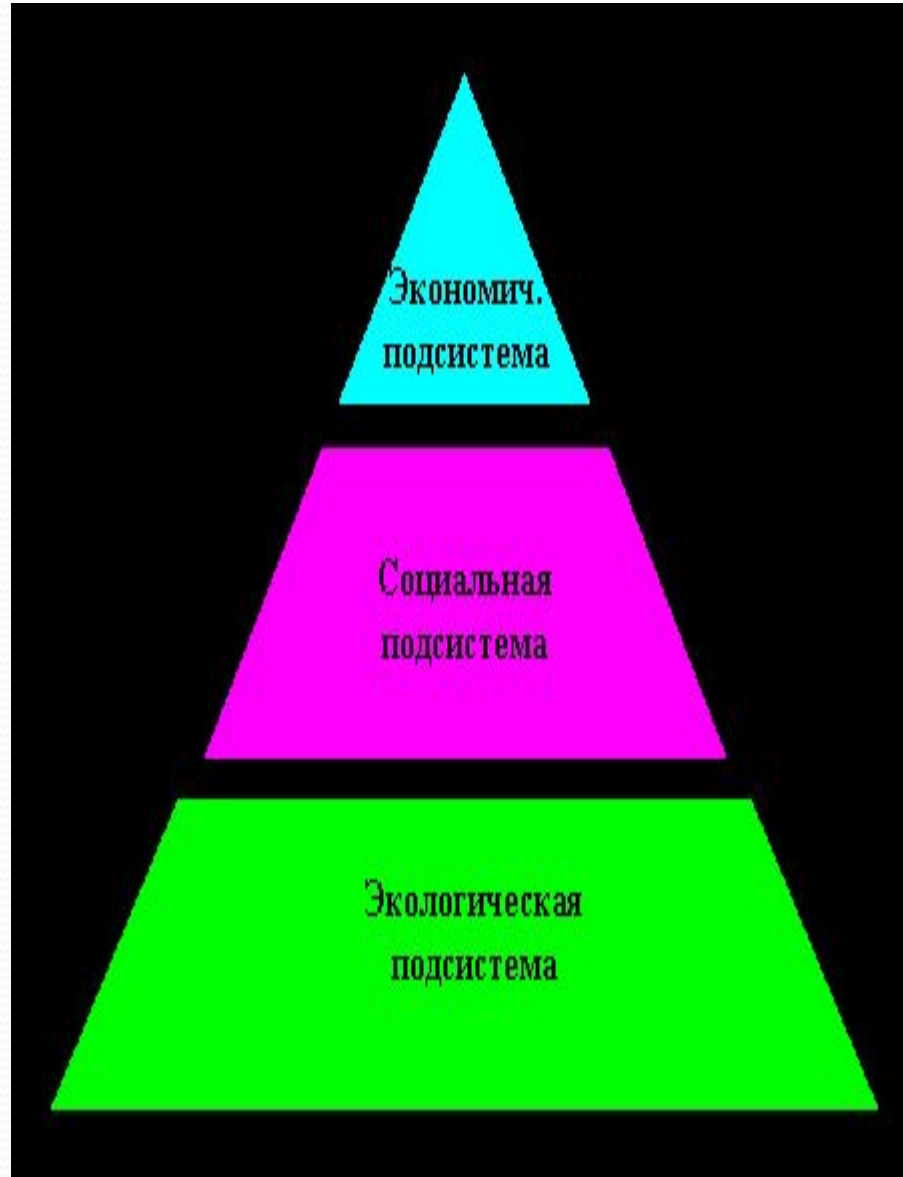 Экономич.
подсистема
Социальная
подсистема
Экологическая
подсистема